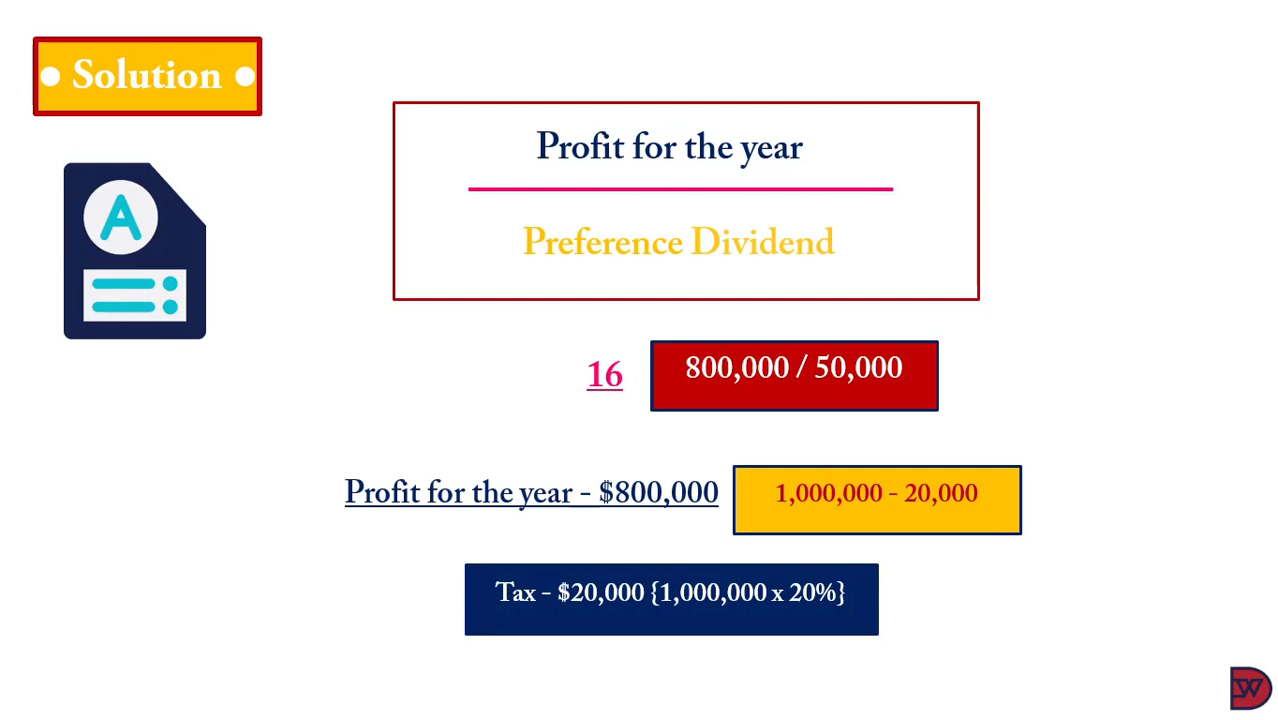 • Solution •
A
Profit for the year
Preference Dividend
16 800,000 / 50,000
Profit for the year - $800,000 1,000,000 - 20,000
Tax - $20,000 {1,000,000 x 20%}
DW